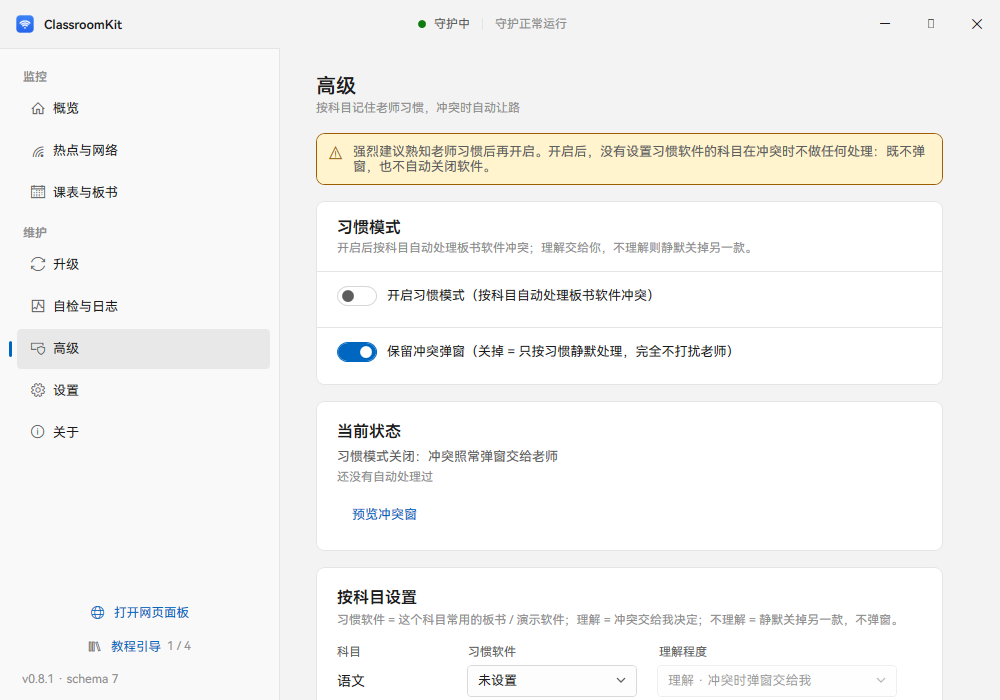 ClassroomKit
守护中
守护正常运行
监控
概览
热点与网络
课表与板书
维护
升级
自检与日志
高级
设置
关于
打开网页面板
教程引导 1 / 4
v0.8.1 · schema 7
高级
按科目记住老师习惯，冲突时自动让路
强烈建议熟知老师习惯后再开启。开启后，没有设置习惯软件的科目在冲突时不做任何处理：既不弹
窗，也不自动关闭软件。
习惯模式
开启后按科目自动处理板书软件冲突；理解交给你，不理解则静默关掉另一款。
开启习惯模式（按科目自动处理板书软件冲突）
保留冲突弹窗（关掉 = 只按习惯静默处理，完全不打扰老师）
当前状态
习惯模式关闭：冲突照常弹窗交给老师
还没有自动处理过
预览冲突窗
按科目设置
习惯软件 = 这个科目常用的板书 / 演示软件；理解 = 冲突交给我决定；不理解 = 静默关掉另一款，不弹窗。
科目 习惯软件 理解程度
语文 未设置 理解 · 冲突时弹窗交给我